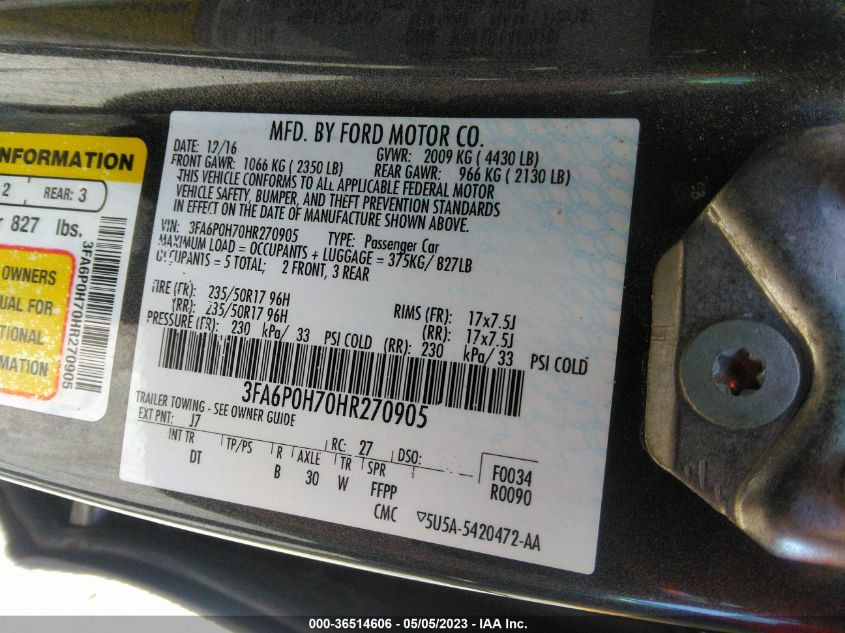 INFORMATION
2 REAR: 3
827 lbs.
OWNERS
UAL FOR
TIONAL
MATION
3FA6P0H70HR270905
MFD. BY FORD MOTOR CO.
DATE: 12/16 GVWR: 2009 KG ( 4430 LB)
FRONT GAWR: 1066 KG ( 2350 LB) REAR GAWR: 966 KG ( 2130 LB)
THIS VEHICLE CONFORMS TO ALL APPLICABLE FEDERAL MOTOR
VEHICLE SAFETY, BUMPER, AND THEFT PREVENTION STANDARDS
IN EFFECT ON THE DATE OF MANUFACTURE SHOWN ABOVE.
VIN: 3FA6P0H70HR270905 TYPE: Passenger Car
MAXIMUM LOAD = OCCUPANTS + LUGGAGE = 375KG/ 827LB
OCCUPANTS = 5 TOTAL; 2 FRONT, 3 REAR
TIRE (FR): 235/50R17 96H RIMS (FR): 17x7.5J
(RR): 235/50R17 96H (RR): 17x7.5J
PRESSURE (FR): 230 kPa/ 33 PSI COLD (RR): 230 kPa/ 33 PSI COLD
3FA6P0H70HR270905
TRAILER TOWING - SEE OWNER GUIDE
EXT PNT: J7 RC: 27 DSO:
INT TR TP/PS R AXLE TR SPR F0034
DT B 30 W FFPP R0090
CMC ▽5U5A-5420472-AA
000-36514606 - 05/05/2023 - IAA Inc.